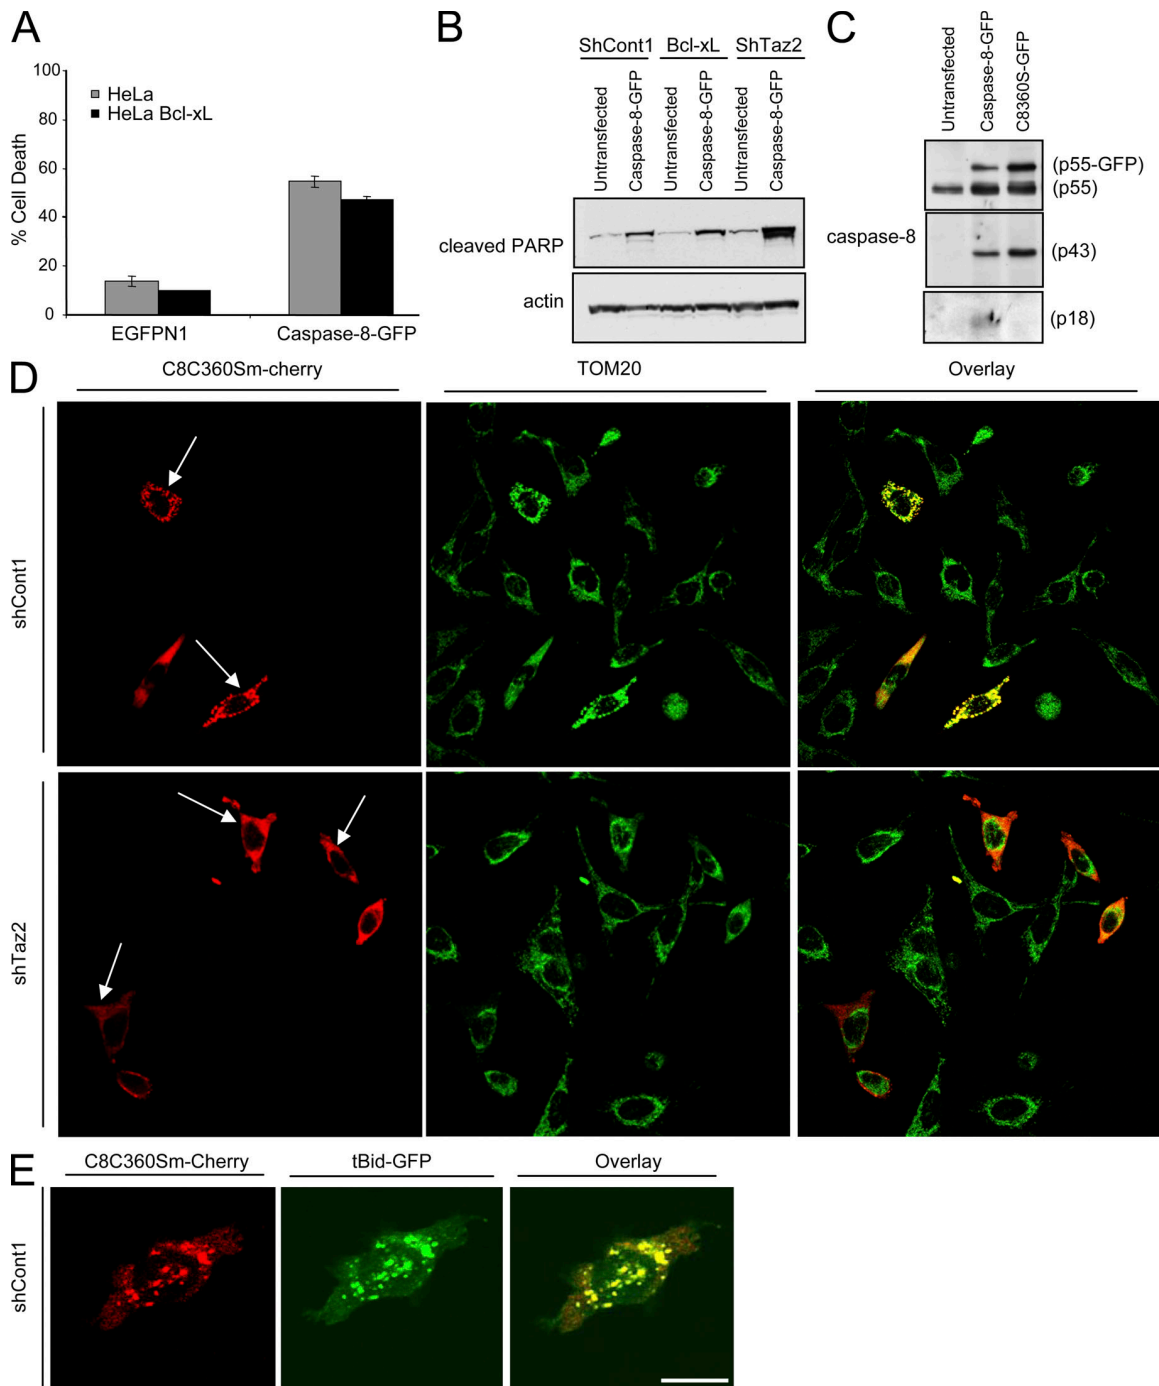 A
100
80
60
40
20
0
% Cell Death
HeLa
HeLa Bcl-xL
EGFPN1
Caspase-8-GFP
B
ShCont1
Bcl-xL
ShTaz2
Untransfected
Caspase-8-GFP
Untransfected
Caspase-8-GFP
Untransfected
Caspase-8-GFP
cleaved PARP
actin
C
Untransfected
Caspase-8-GFP
C8360S-GFP
caspase-8
(p55-GFP)
(p55)
(p43)
(p18)
D
C8C360Sm-cherry
TOM20
Overlay
shCont1
shTaz2
E
C8C360Sm-Cherry
tBid-GFP
Overlay
shCont1